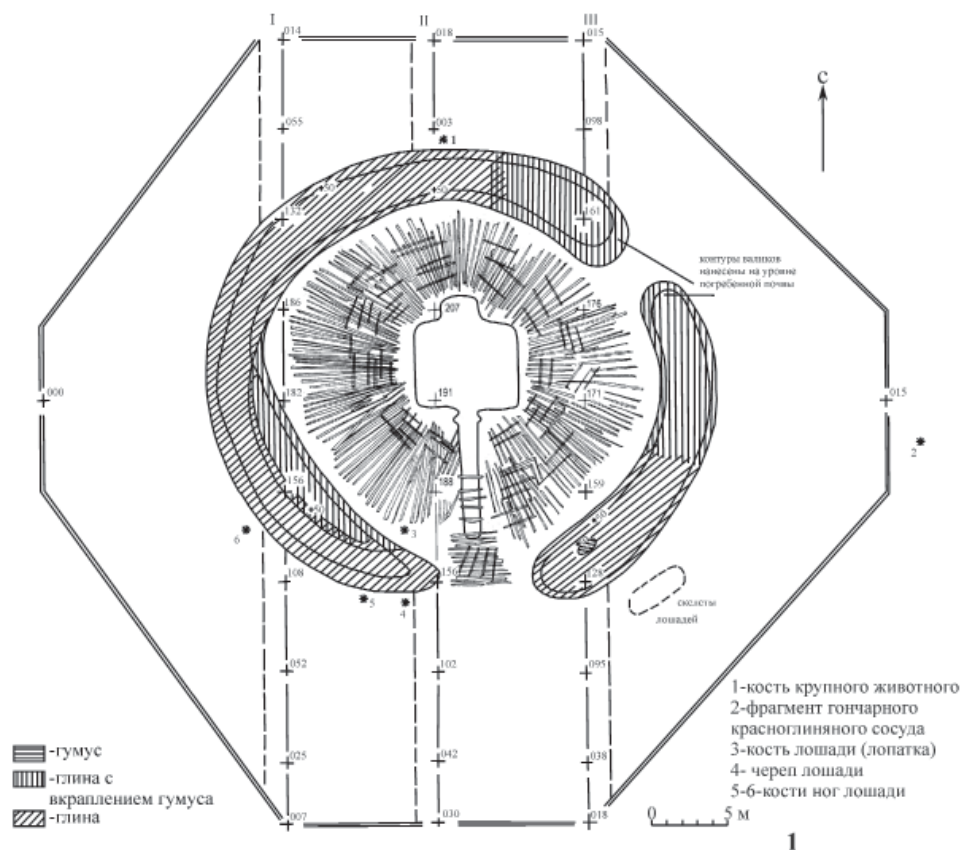 I II III
014 018 015
С
055 003 098
1
+50
+50
132 161
контуры валиков
нанесены на уровне
погребенной почвы
186 207 176
000 182 191 171 015
2
156 188 159
+50
+50
6 3
108 156 128
5 4
скелеты
лошадей
052 102 095
1-кость крупного животного
2-фрагмент гончарного
красноглиняного сосуда
3-кость лошади (лопатка)
4- череп лошади
5-6-кости ног лошади
-гумус
-глина с
вкраплением гумуса
-глина
025 042 038
007 030 018
0 5 м
1